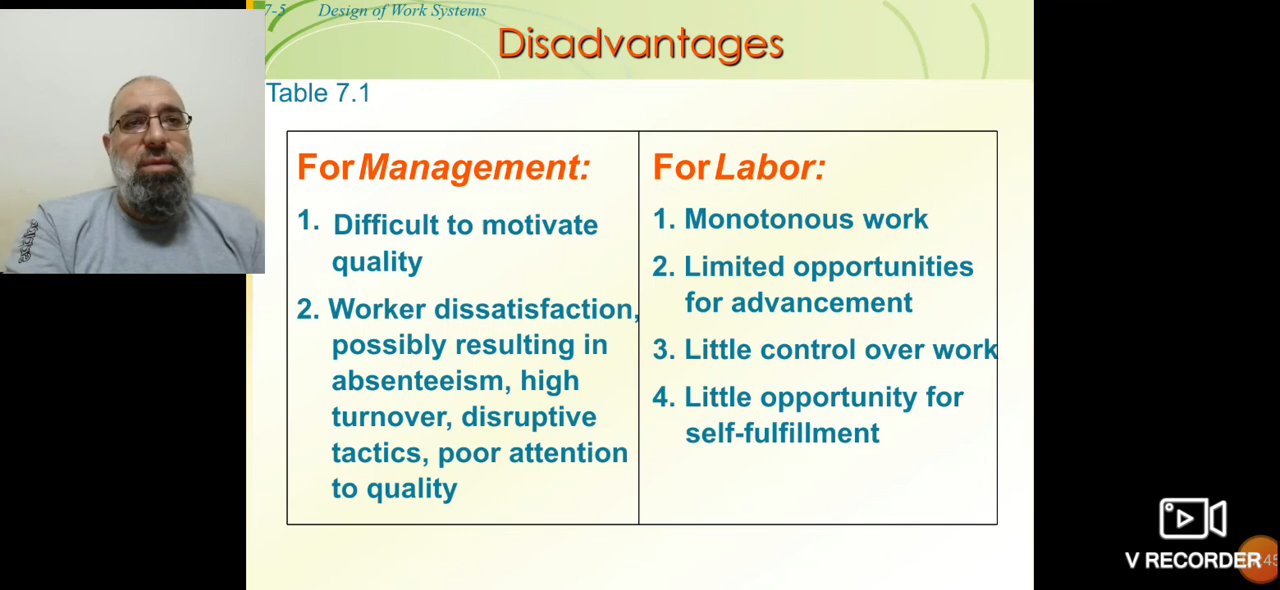 7-5 Design of Work Systems
Disadvantages
Table 7.1
For Management:
1. Difficult to motivate
quality
2. Worker dissatisfaction,
possibly resulting in
absenteeism, high
turnover, disruptive
tactics, poor attention
to quality
For Labor:
1. Monotonous work
2. Limited opportunities
for advancement
3. Little control over work
4. Little opportunity for
self-fulfillment
V RECORDER